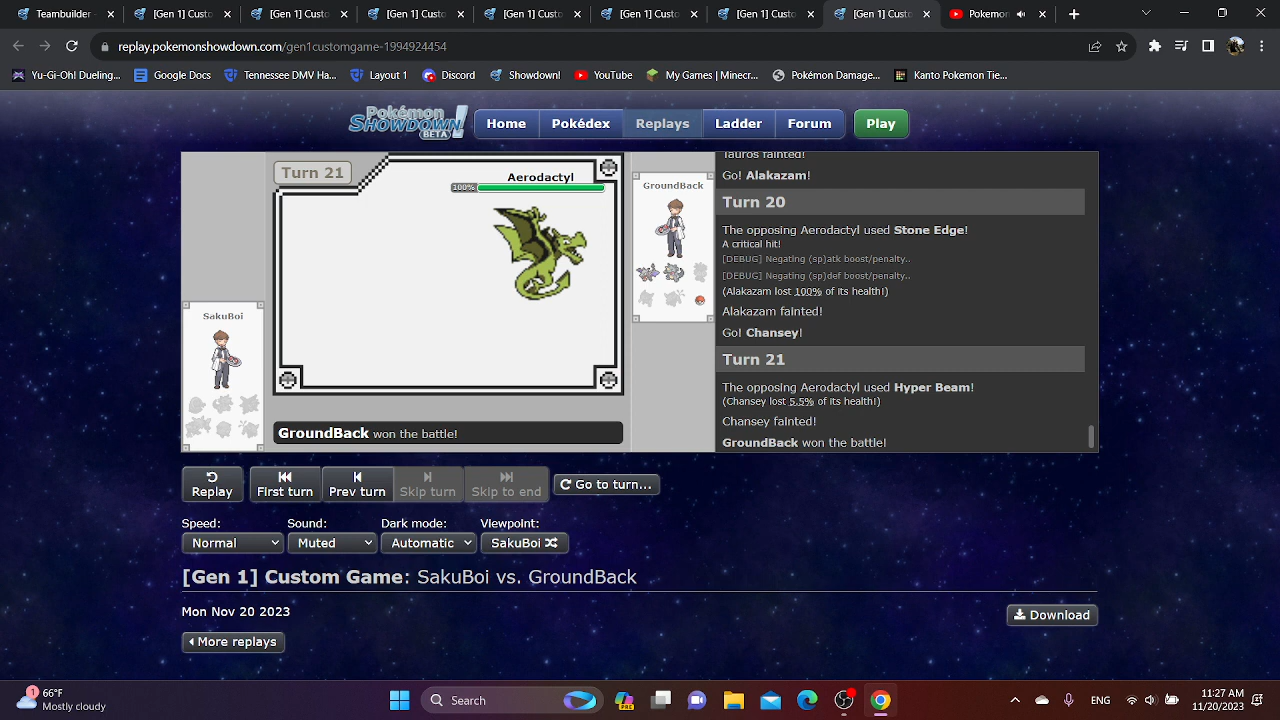 Teambuilder -
[Gen 1] Custo
[Gen 1] Custo
[Gen 1] Custo
[Gen 1] Custo
[Gen 1] Custo
[Gen 1] Custo
[Gen 1] Custo
Pokemon
replay.pokemonshowdown.com/gen1customgame-1994924454
Yu-Gi-Oh! Dueling...
Google Docs
Tennessee DMV Ha...
Layout 1
Discord
Showdown!
YouTube
My Games | Minec...
Pokémon Damage...
Kanto Pokemon Tie...
Pokémon
SHOWDOWN!
BETA
Home
Pokédex
Replays
Ladder
Forum
Play
Turn 21
Aerodactyl
100%
GroundBack
SakuBoi
GroundBack won the battle!
Tauros fainted!
Go! Alakazam!
Turn 20
The opposing Aerodactyl used Stone Edge!
A critical hit!
[DEBUG] Negating (sp)atk boost/penalty..
[DEBUG] Negating (sp)def boost/penalty..
(Alakazam lost 100% of its health!)
Alakazam fainted!
Go! Chansey!
Turn 21
The opposing Aerodactyl used Hyper Beam!
(Chansey lost 5.5% of its health!)
Chansey fainted!
GroundBack won the battle!
Replay
First turn
Prev turn
Skip turn
Skip to end
Go to turn...
Speed:
Sound:
Dark mode:
Viewpoint:
Normal
Muted
Automatic
SakuBoi
[Gen 1] Custom Game: SakuBoi vs. GroundBack
Mon Nov 20 2023
Download
More replays
1
66°F
Mostly cloudy
Search
PRE
ENG
11:27 AM
11/20/2023